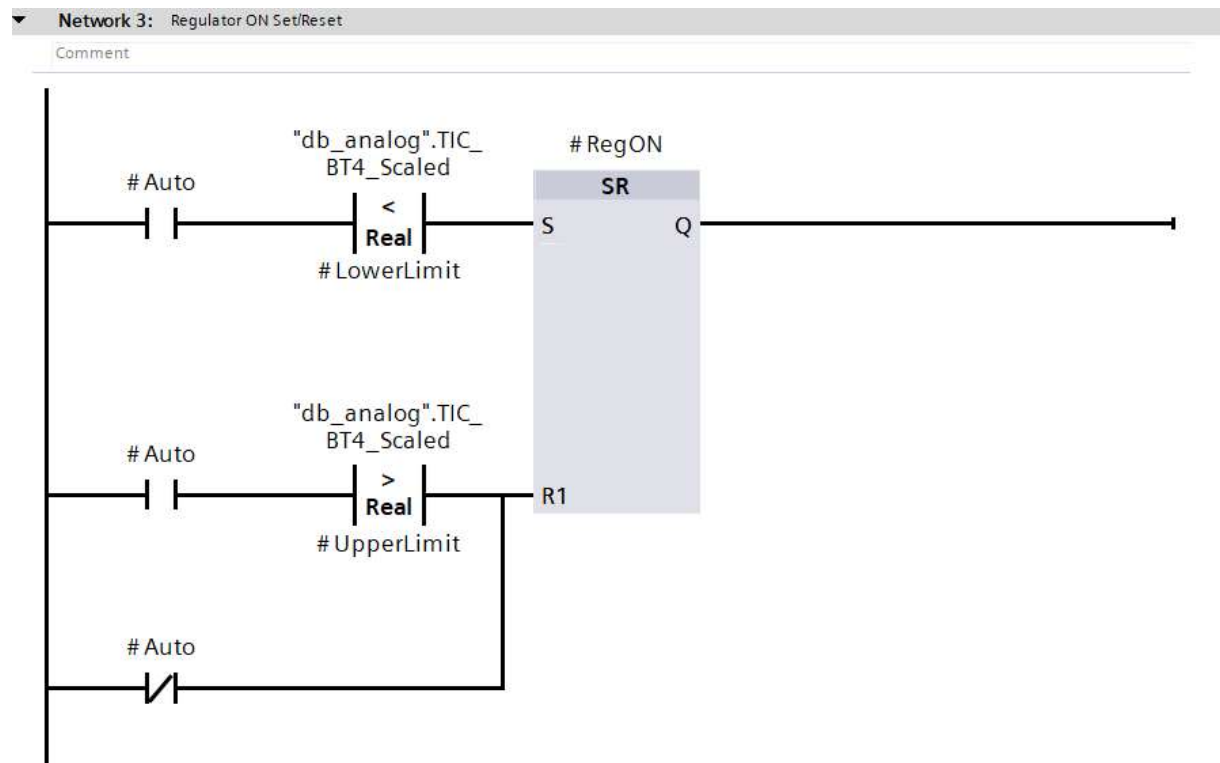 Network 3: Regulator ON Set/Reset
Comment
"db_analog".TIC_
BT4_Scaled
#RegON
#Auto
SR
<
Real
S
Q
#LowerLimit
"db_analog".TIC_
BT4_Scaled
#Auto
>
Real
R1
#UpperLimit
#Auto